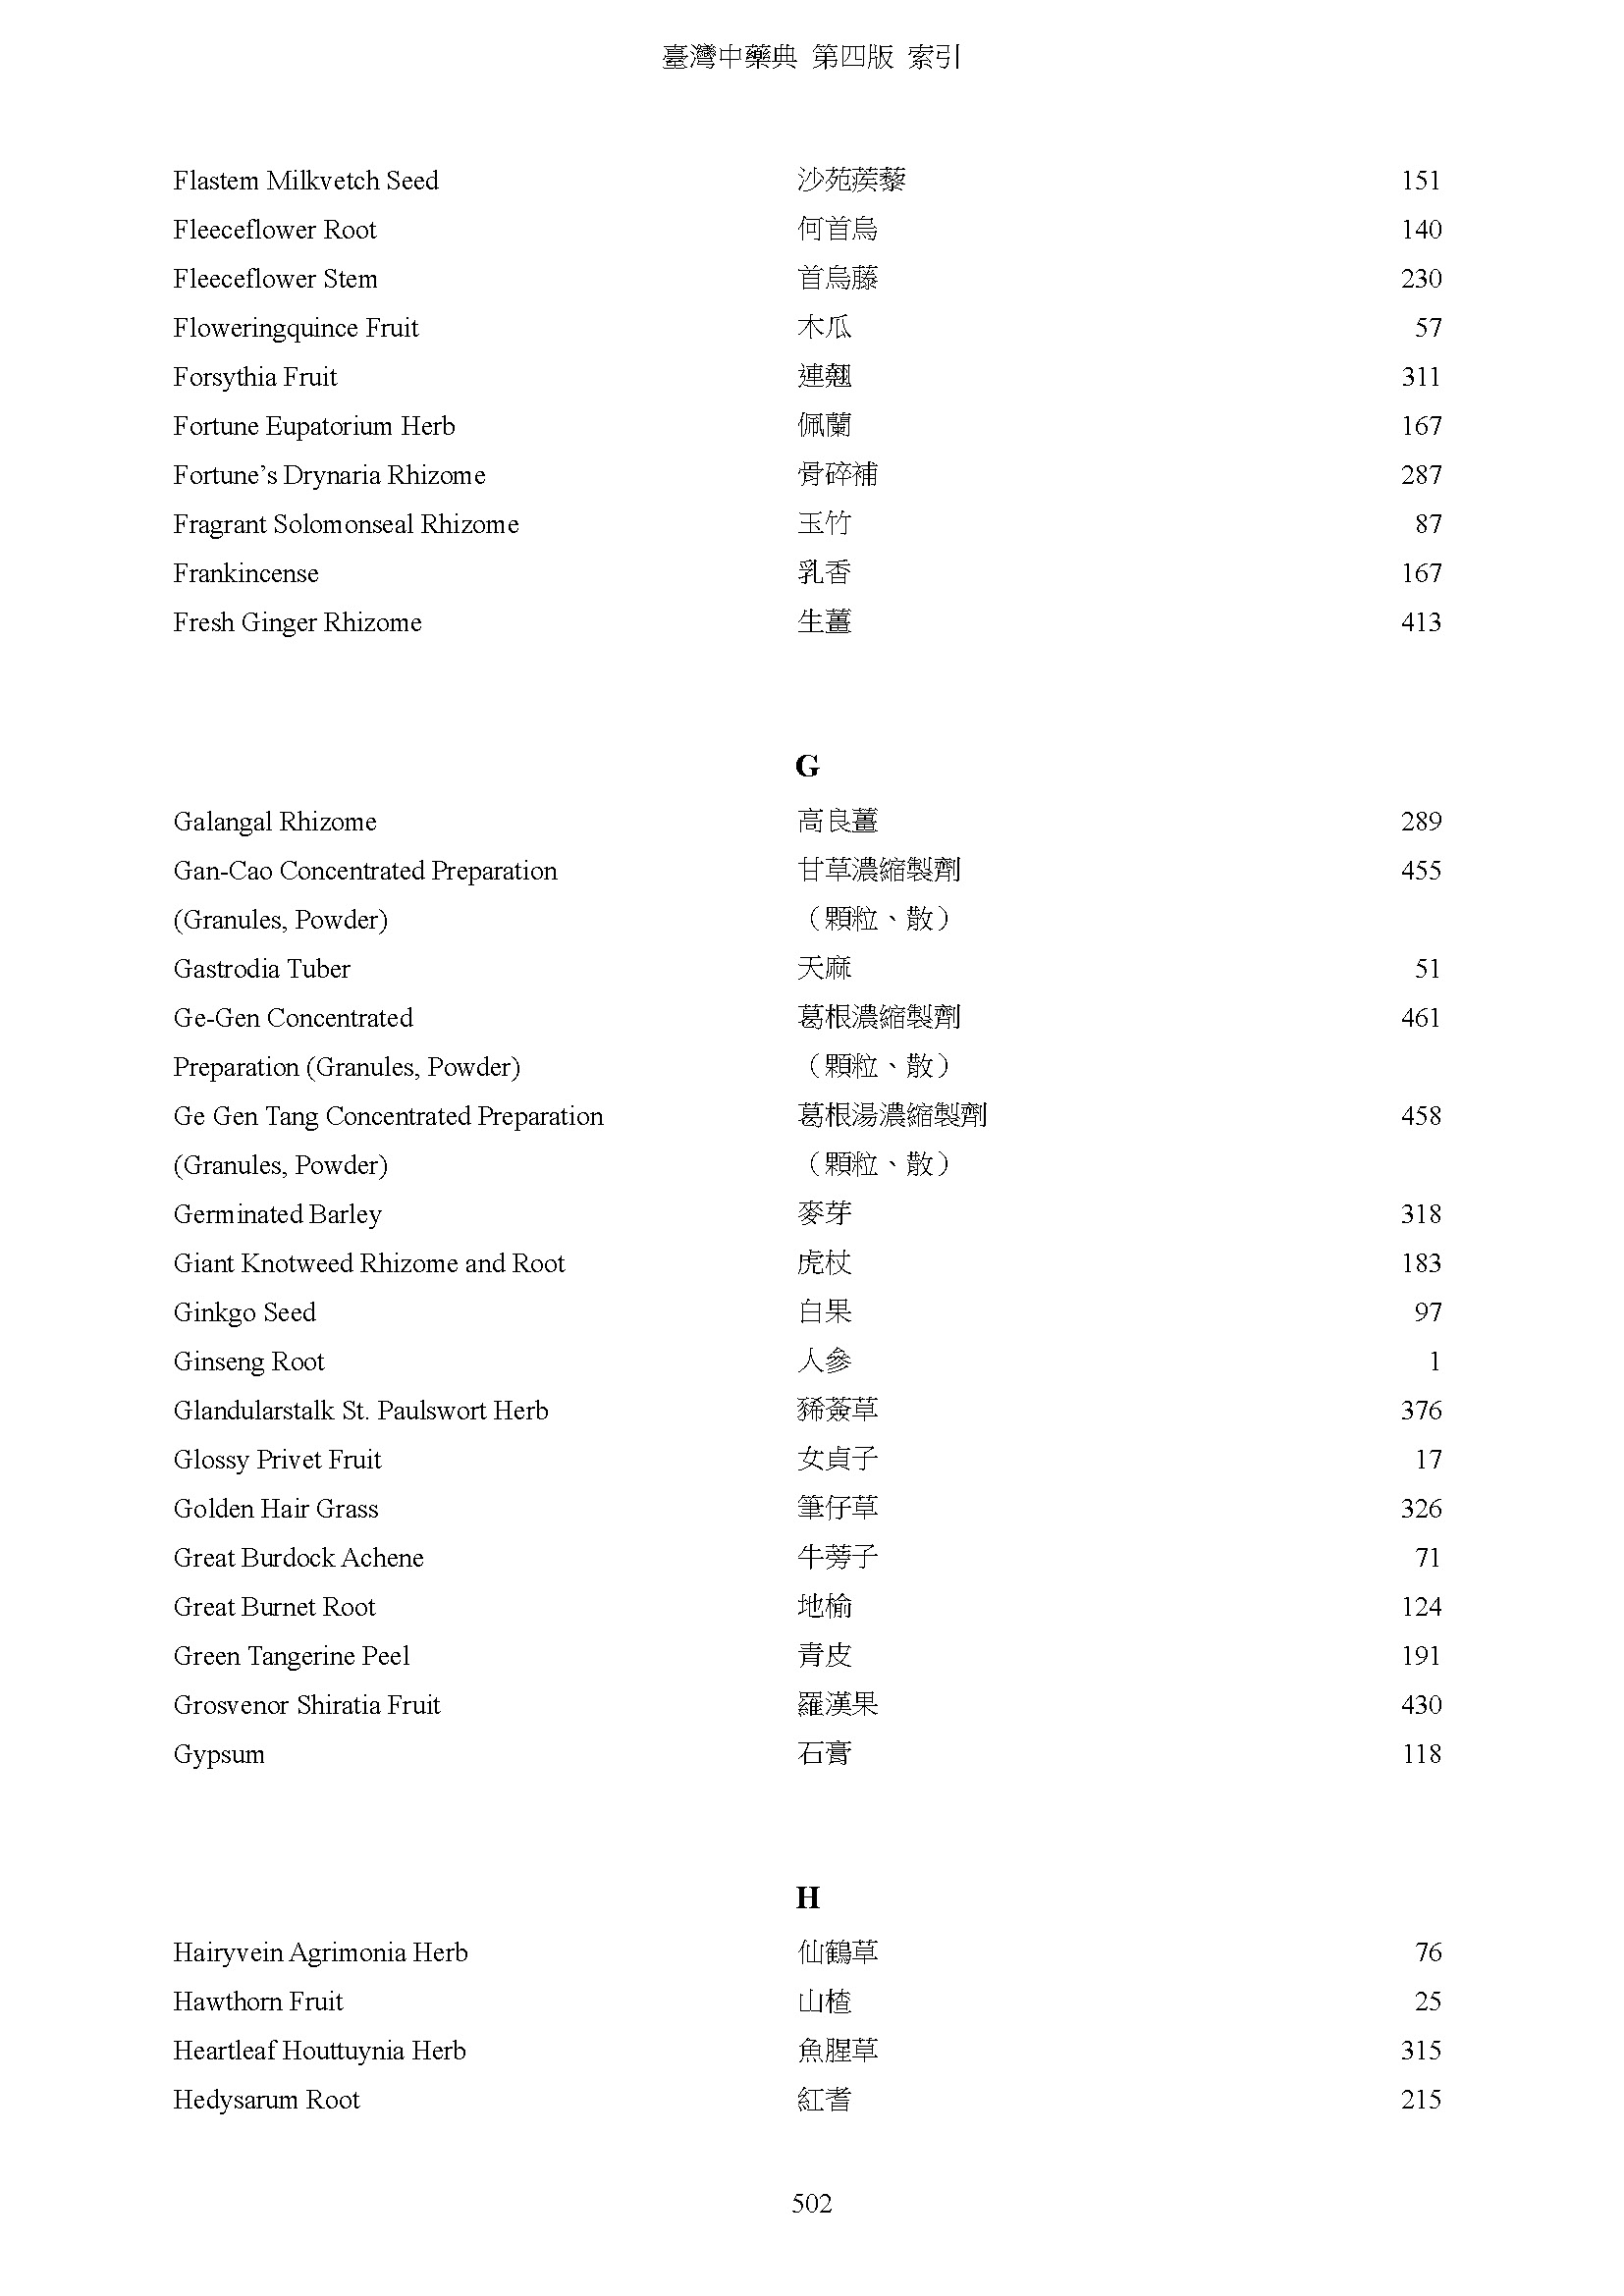 臺灣中藥典 第四版 索引
Flastem Milkvetch Seed 沙苑蒺藜 151
Fleeceflower Root 何首烏 140
Fleeceflower Stem 首烏藤 230
Floweringquince Fruit 木瓜 57
Forsythia Fruit 連翹 311
Fortune Eupatorium Herb 佩蘭 167
Fortune’s Drynaria Rhizome 骨碎補 287
Fragrant Solomonseal Rhizome 玉竹 87
Frankincense 乳香 167
Fresh Ginger Rhizome 生薑 413
G
Galangal Rhizome 高良薑 289
Gan-Cao Concentrated Preparation 甘草濃縮製劑 455
(Granules, Powder) （顆粒、散）
Gastrodia Tuber 天麻 51
Ge-Gen Concentrated 葛根濃縮製劑 461
Preparation (Granules, Powder) （顆粒、散）
Ge Gen Tang Concentrated Preparation 葛根湯濃縮製劑 458
(Granules, Powder) （顆粒、散）
Germinated Barley 麥芽 318
Giant Knotweed Rhizome and Root 虎杖 183
Ginkgo Seed 白果 97
Ginseng Root 人參 1
Glandularstalk St. Paulswort Herb 豨薟草 376
Glossy Privet Fruit 女貞子 17
Golden Hair Grass 筆仔草 326
Great Burdock Achene 牛蒡子 71
Great Burnet Root 地榆 124
Green Tangerine Peel 青皮 191
Grosvenor Shiratia Fruit 羅漢果 430
Gypsum 石膏 118
H
Hairyvein Agrimonia Herb 仙鶴草 76
Hawthorn Fruit 山楂 25
Heartleaf Houttuynia Herb 魚腥草 315
Hedysarum Root 紅耆 215
502